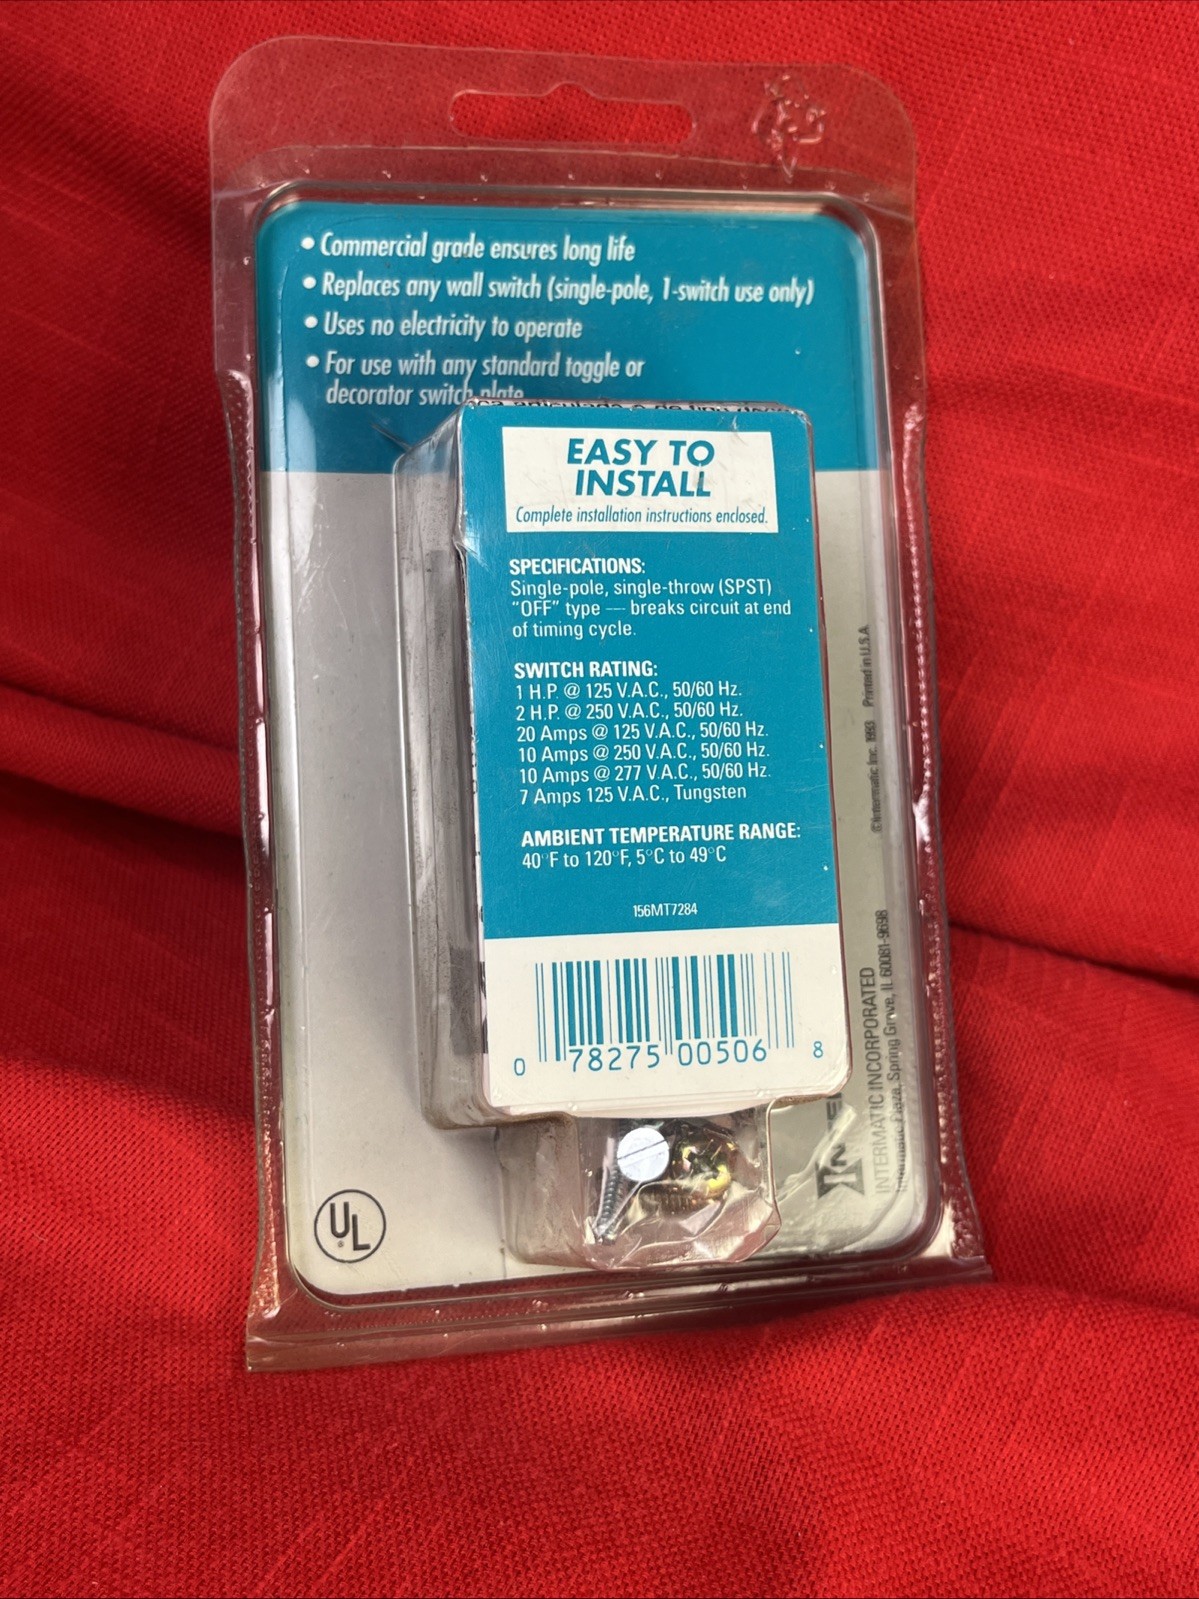 • Commercial grade ensures long life
• Replaces any wall switch (single-pole, 1-switch use only)
• Uses no electricity to operate
• For use with any standard toggle or
decorator switch plate
EASY TO
INSTALL
Complete installation instructions enclosed.
SPECIFICATIONS:
Single-pole, single-throw (SPST)
"OFF" type — breaks circuit at end
of timing cycle.
SWITCH RATING:
1 H.P. @ 125 V.A.C., 50/60 Hz.
2 H.P. @ 250 V.A.C., 50/60 Hz.
20 Amps @ 125 V.A.C., 50/60 Hz.
10 Amps @ 250 V.A.C., 50/60 Hz.
10 Amps @ 277 V.A.C., 50/60 Hz.
7 Amps 125 V.A.C., Tungsten
AMBIENT TEMPERATURE RANGE:
40°F to 120°F, 5°C to 49°C
156MT7284
0 78275 00506 8
UL
®
INTERMATIC INCORPORATED
Intermatic Plaza, Spring Grove, IL 60081-9698
© Intermatic Inc. 1993 Printed in U.S.A.